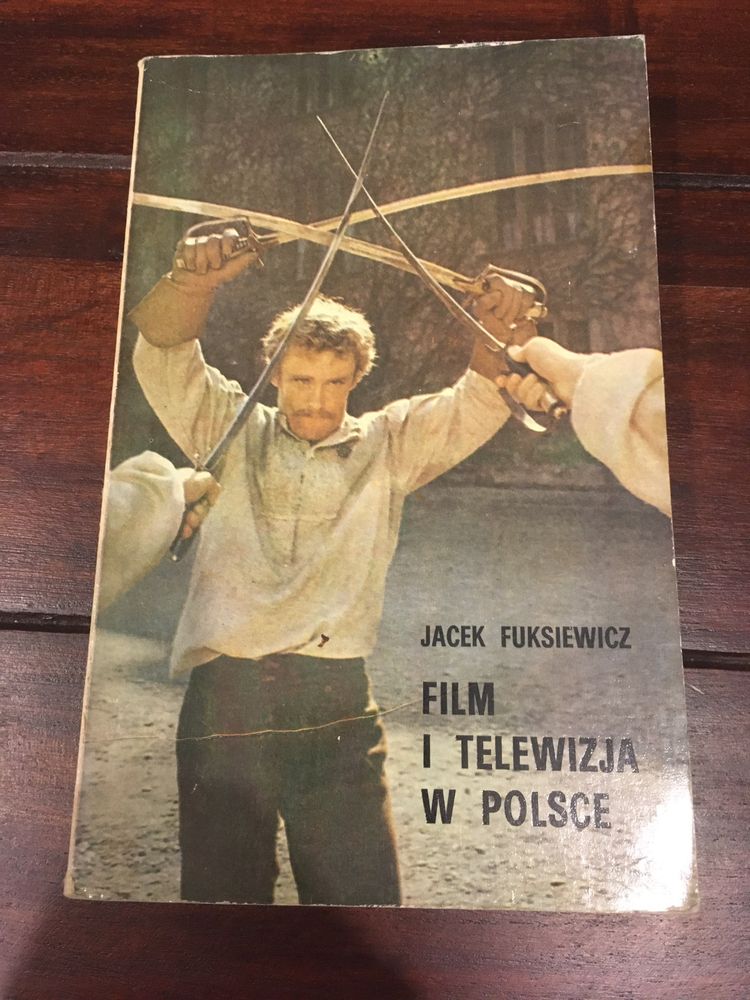 JACEK FUKSIEWICZ
FILM
I TELEWIZJA
W POLSCE